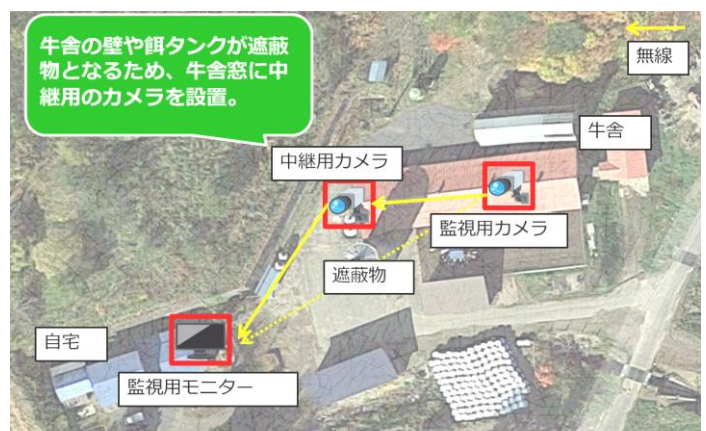 牛舎の壁や餌タンクが遮蔽
物となるため、牛舎窓に中
継用のカメラを設置。
無線
牛舎
中継用カメラ
監視用カメラ
遮蔽物
自宅
監視用モニター